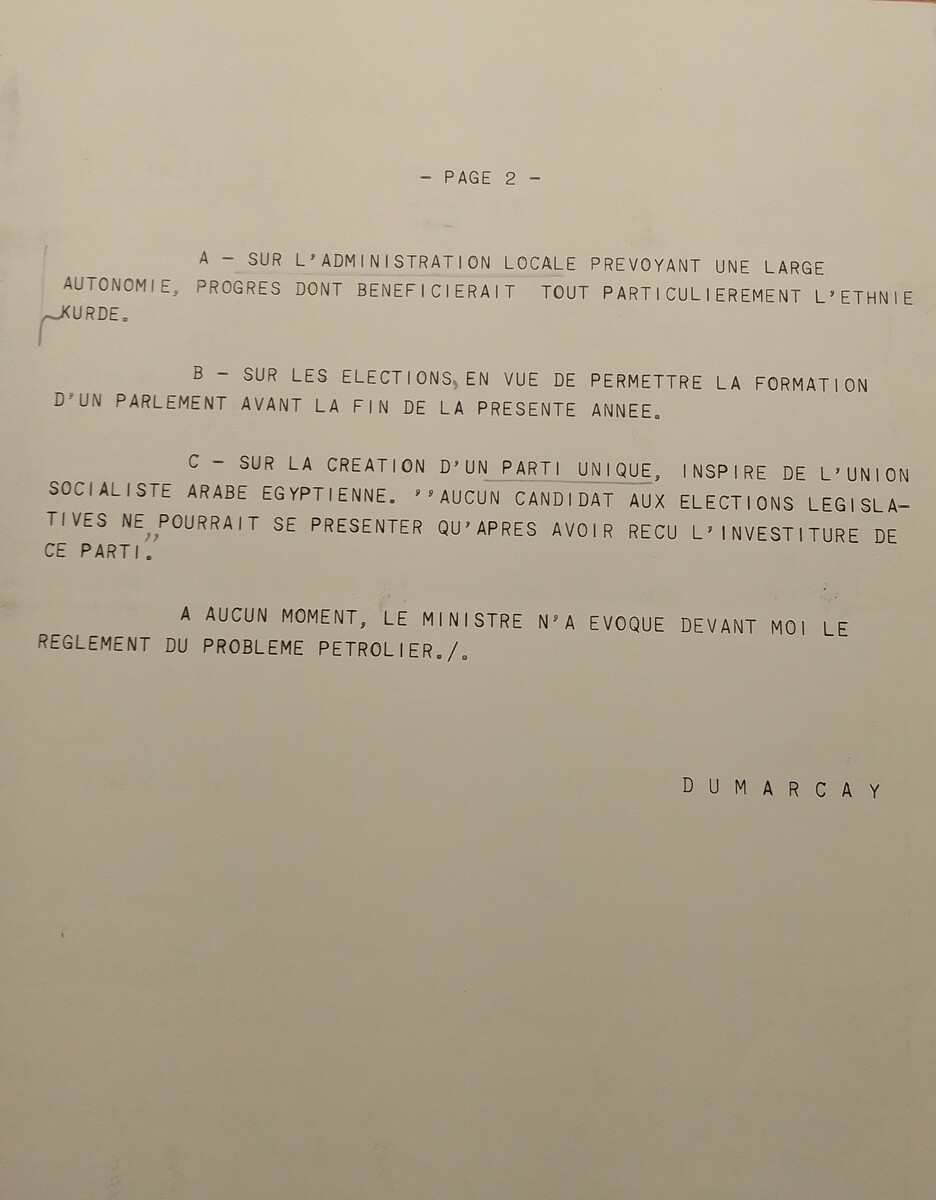 - PAGE 2 -
A - SUR L'ADMINISTRATION LOCALE PREVOYANT UNE LARGE
AUTONOMIE, PROGRES DONT BENEFICIERAIT TOUT PARTICULIEREMENT L'ETHNIE
KURDE.
B - SUR LES ELECTIONS, EN VUE DE PERMETTRE LA FORMATION
D'UN PARLEMENT AVANT LA FIN DE LA PRESENTE ANNEE.
C - SUR LA CREATION D'UN PARTI UNIQUE, INSPIRE DE L'UNION
SOCIALISTE ARABE EGYPTIENNE. ''AUCUN CANDIDAT AUX ELECTIONS LEGISLA-
TIVES NE POURRAIT SE PRESENTER QU'APRES AVOIR RECU L'INVESTITURE DE
CE PARTI.''
A AUCUN MOMENT, LE MINISTRE N'A EVOQUE DEVANT MOI LE
REGLEMENT DU PROBLEME PETROLIER./.
D U M A R C A Y